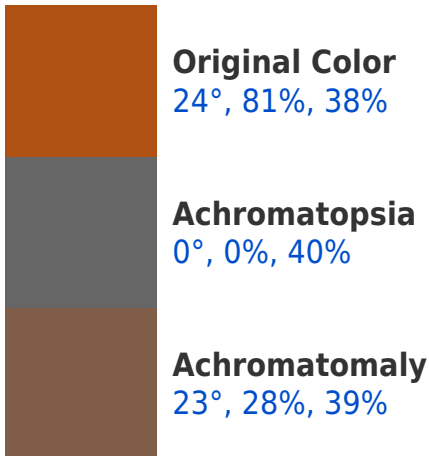 Original Color
24°, 81%, 38%
Achromatopsia
0°, 0%, 40%
Achromatomaly
23°, 28%, 39%